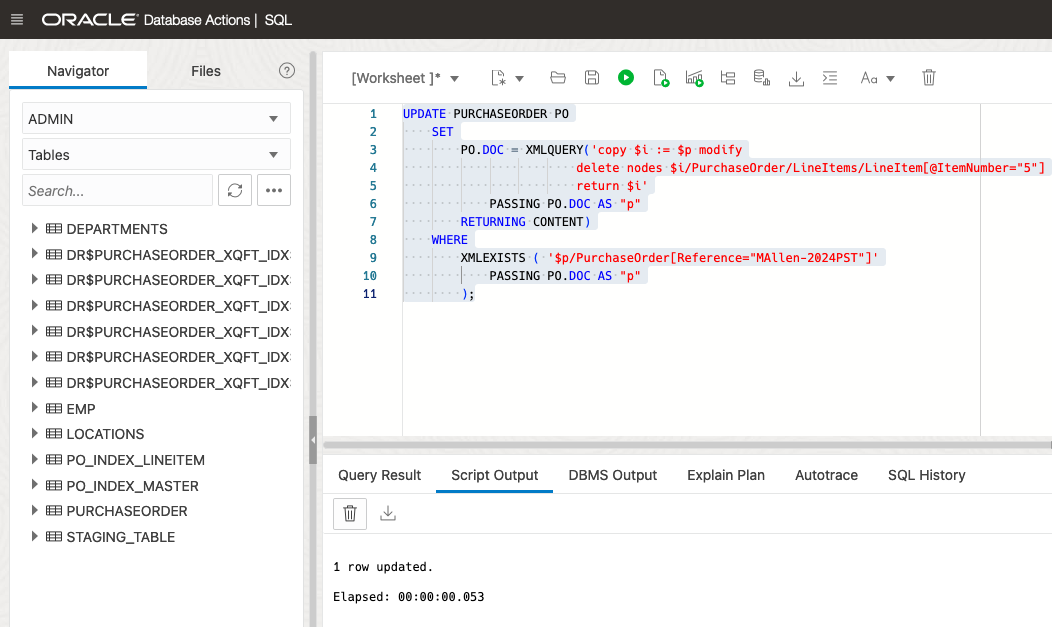 ORACLE Database Actions | SQL
Navigator
Files
?
[Worksheet ]*
Aa
ADMIN
Tables
Search...
DEPARTMENTS
DR$PURCHASEORDER_XQFT_IDX
DR$PURCHASEORDER_XQFT_IDX
DR$PURCHASEORDER_XQFT_IDX
DR$PURCHASEORDER_XQFT_IDX
DR$PURCHASEORDER_XQFT_IDX
DR$PURCHASEORDER_XQFT_IDX
EMP
LOCATIONS
PO_INDEX_LINEITEM
PO_INDEX_MASTER
PURCHASEORDER
STAGING_TABLE
1 UPDATE PURCHASEORDER PO
2 SET
3 PO.DOC = XMLQUERY('copy $i := $p modify
4 delete nodes $i/PurchaseOrder/LineItems/LineItem[@ItemNumber="5"]
5 return $i'
6 PASSING PO.DOC AS "p"
7 RETURNING CONTENT)
8 WHERE
9 XMLEXISTS ( '$p/PurchaseOrder[Reference="MAllen-2024PST"]'
10 PASSING PO.DOC AS "p"
11 );
Query Result
Script Output
DBMS Output
Explain Plan
Autotrace
SQL History
1 row updated.
Elapsed: 00:00:00.053